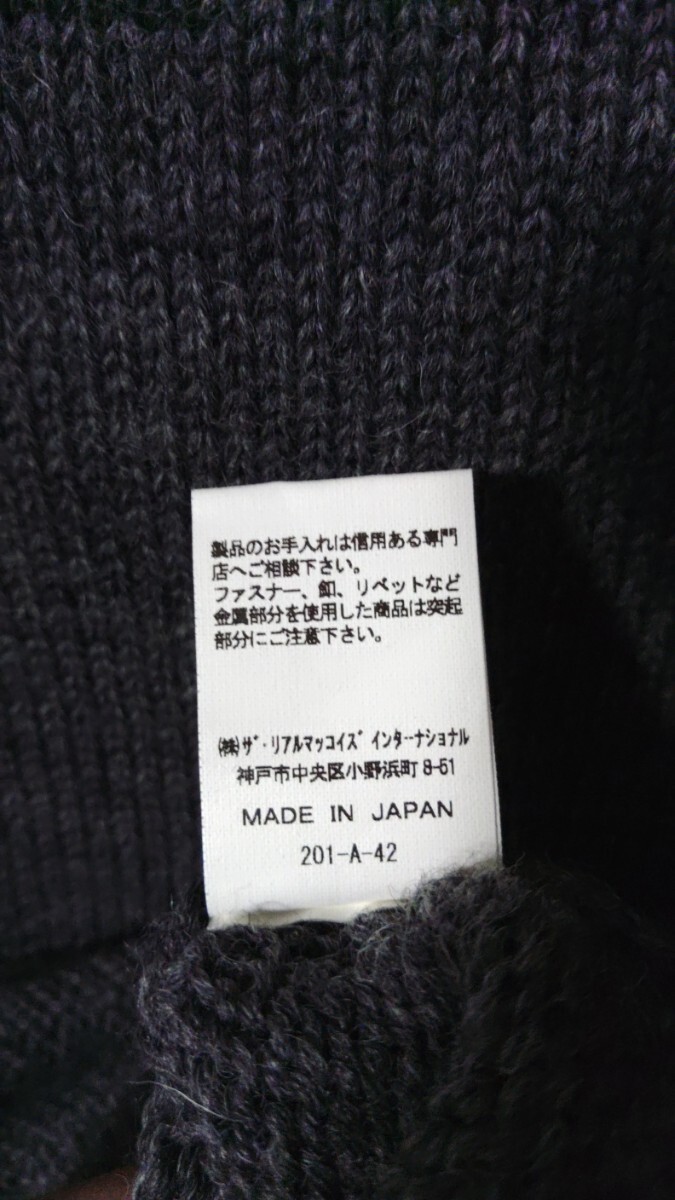 製品のお手入れは信用ある専門
店へご相談下さい。
ファスナー、釦、リベットなど
金属部分を使用した商品は突起
部分にご注意下さい。
(株)ザ・リアルマッコイズ インターナショナル
神戸市中央区小野浜町 8-51
MADE IN JAPAN
201-A-42